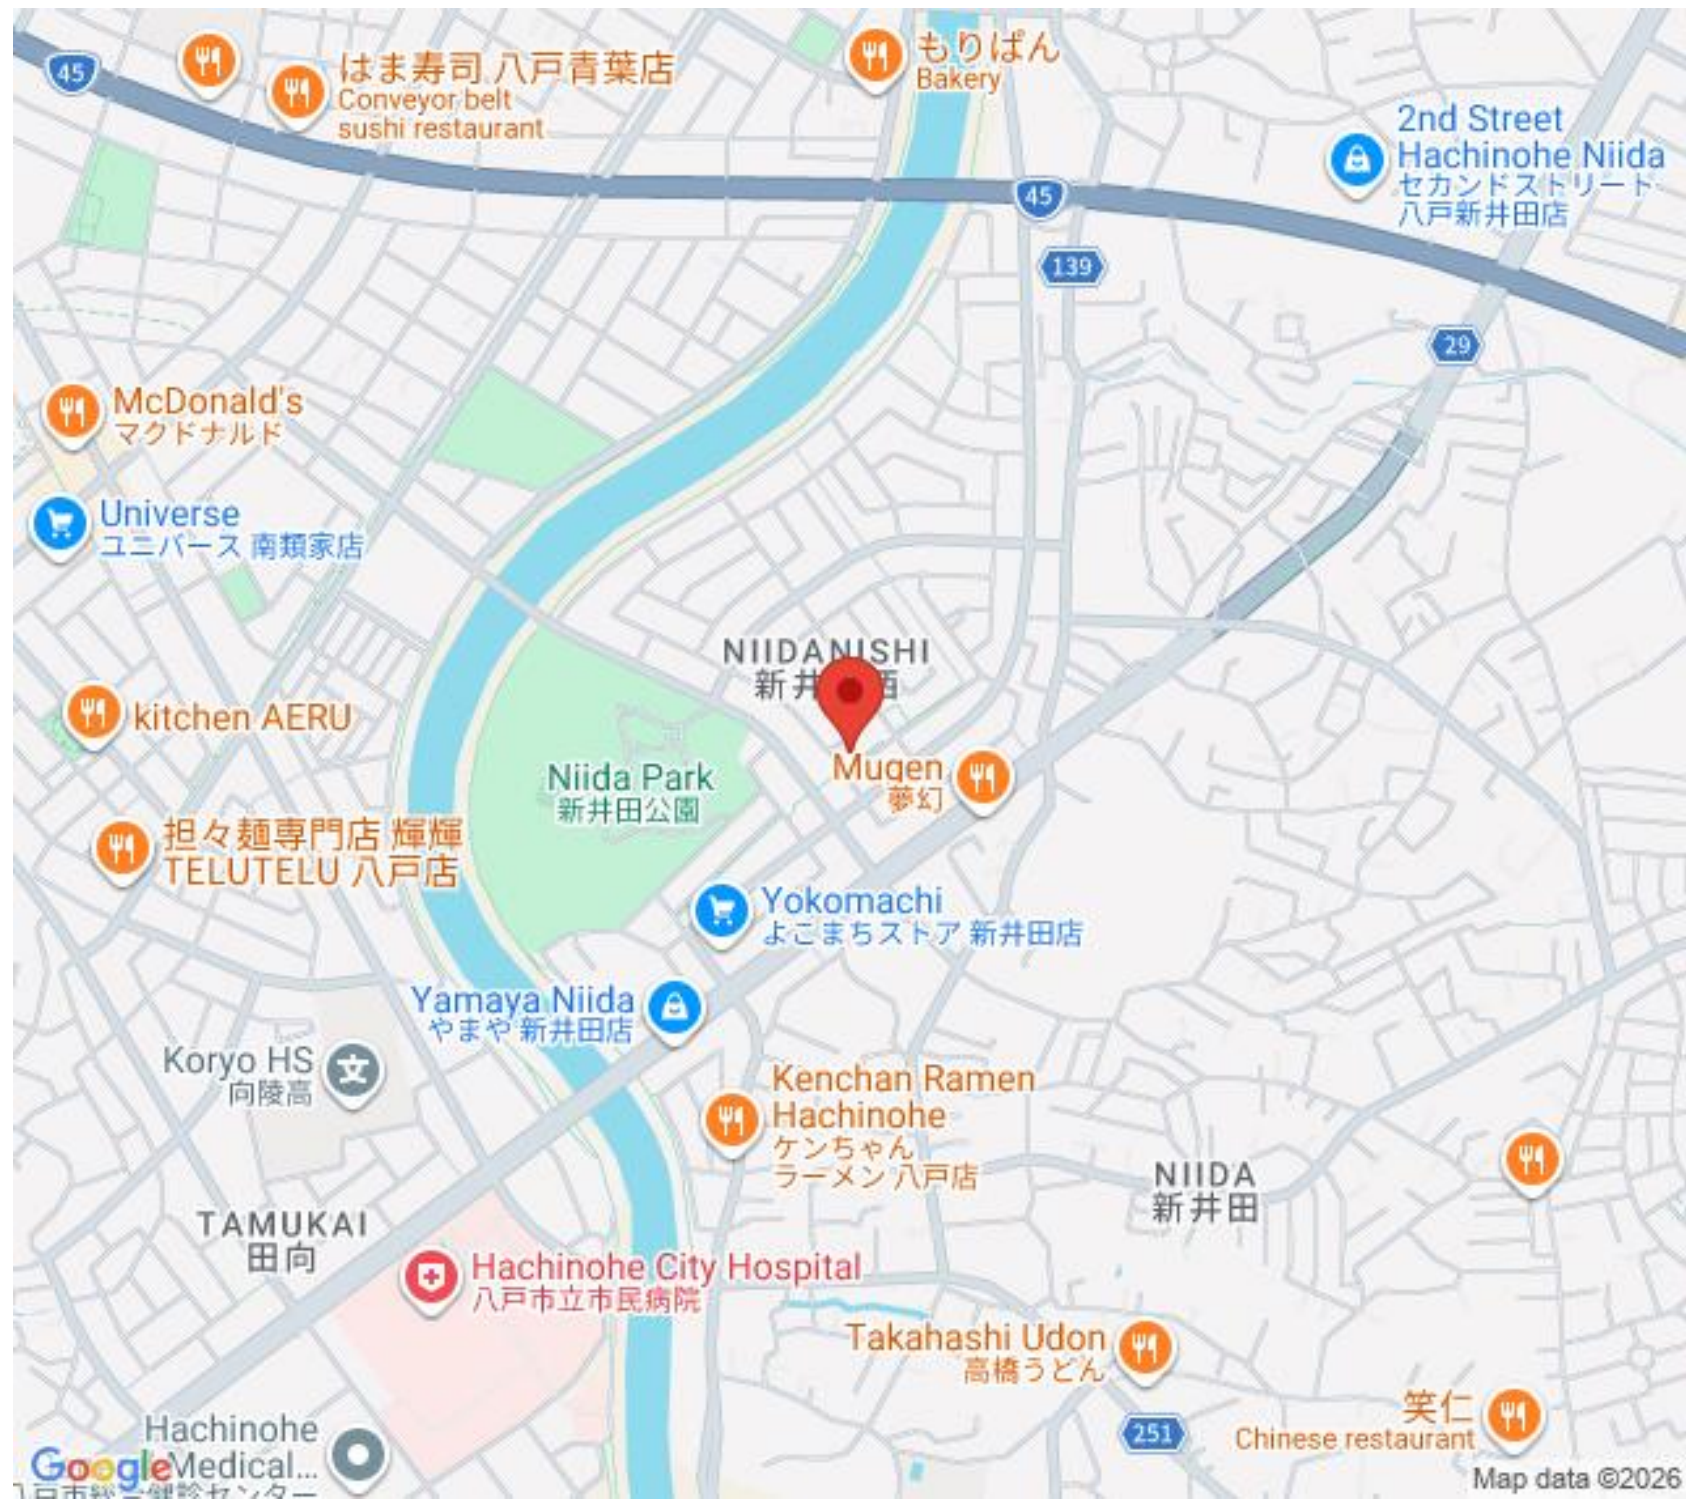 45
はま寿司 八戸青葉店
Conveyor belt
sushi restaurant
もりぱん
Bakery
2nd Street
Hachinohe Niida
セカンドストリート
八戸新井田店
45
139
29
McDonald's
マクドナルド
Universe
ユニバース 南類家店
NIIDANISHI
新井 西
kitchen AERU
Mugen
夢幻
Niida Park
新井田公園
担々麺専門店 輝輝
TELUTELU 八戸店
Yokomachi
よこまちストア 新井田店
Yamaya Niida
やまや 新井田店
Koryo HS
向陵高
Kenchan Ramen
Hachinohe
ケンちゃん
ラーメン 八戸店
NIIDA
新井田
TAMUKAI
田向
Hachinohe City Hospital
八戸市立市民病院
Takahashi Udon
高橋うどん
笑仁
Chinese restaurant
251
Hachinohe
Medical...
Google
Map data ©2026